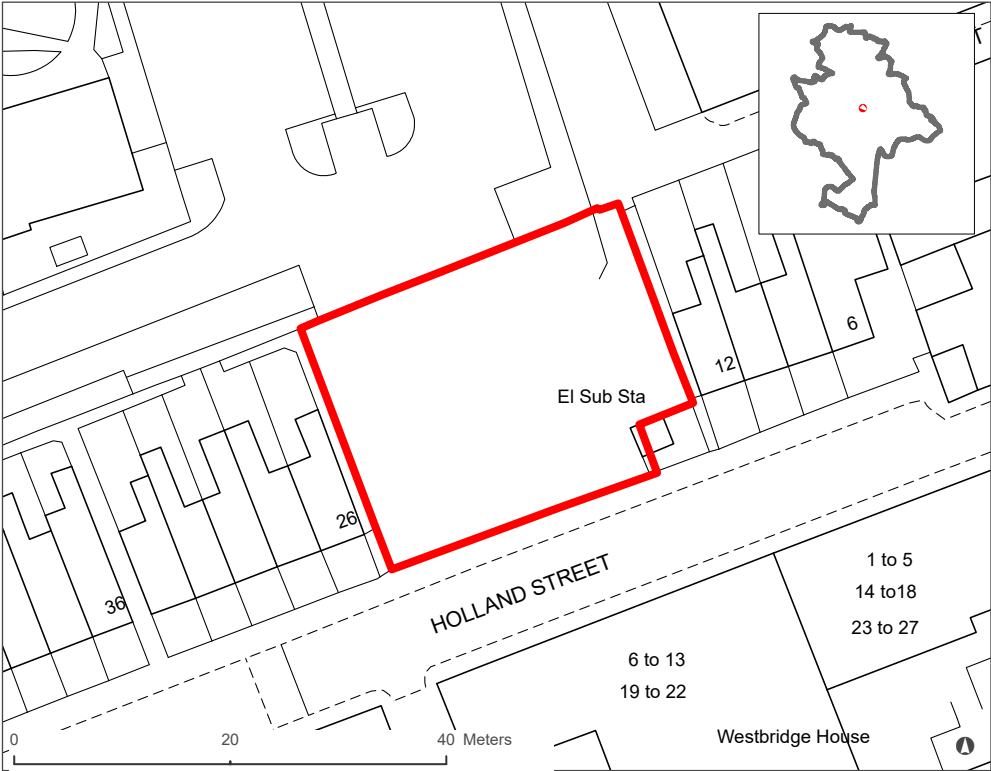 T
6
12
El Sub Sta
26
36
HOLLAND STREET
1 to 5
14 to18
23 to 27
6 to 13
19 to 22
Westbridge House
0 20 40 Meters